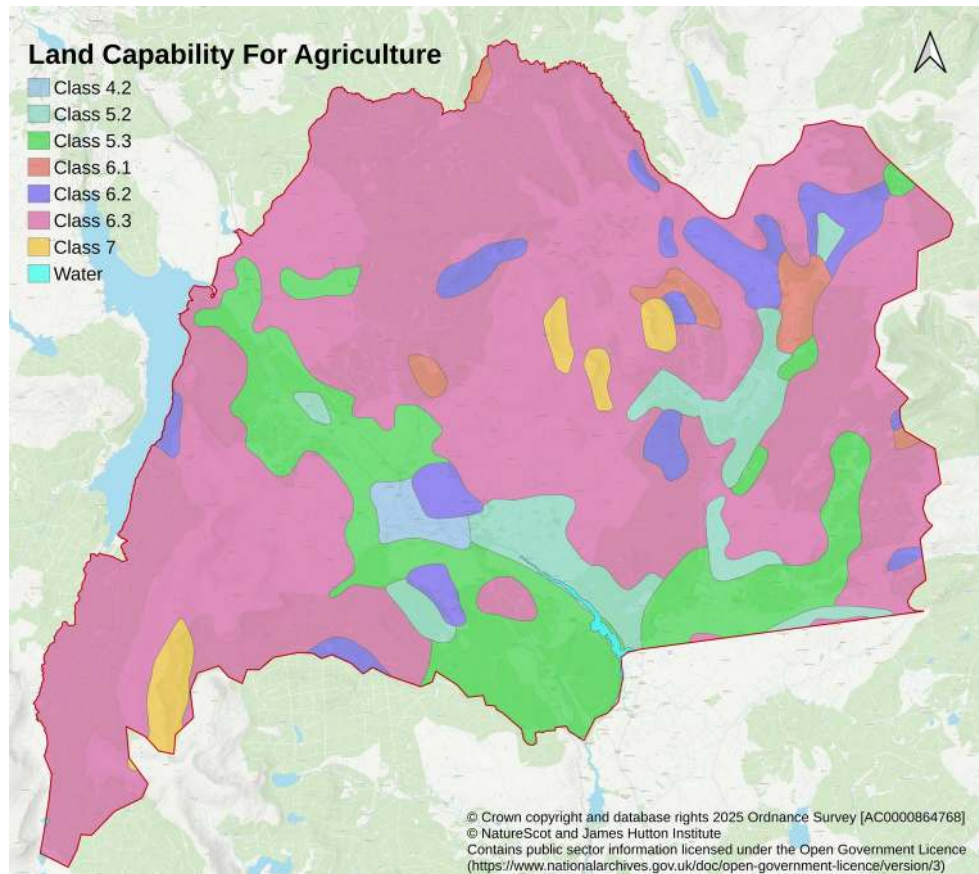 Land Capability For Agriculture
Class 4.2
Class 5.2
Class 5.3
Class 6.1
Class 6.2
Class 6.3
Class 7
Water
© Crown copyright and database rights 2025 Ordnance Survey [AC0000864768]
© NatureScot and James Hutton Institute
Contains public sector information licensed under the Open Government Licence
(https://www.nationalarchives.gov.uk/doc/open-government-licence/version/3)